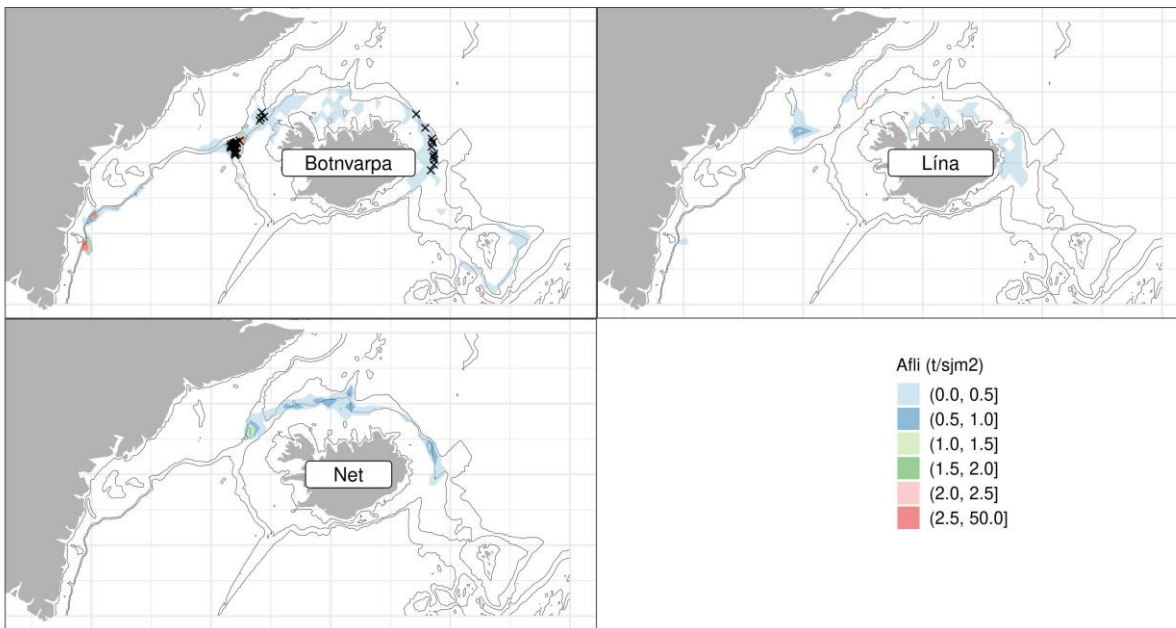 Botnvarpa
Lína
Net
Afli (t/sjm2)
(0.0, 0.5]
(0.5, 1.0]
(1.0, 1.5]
(1.5, 2.0]
(2.0, 2.5]
(2.5, 50.0]